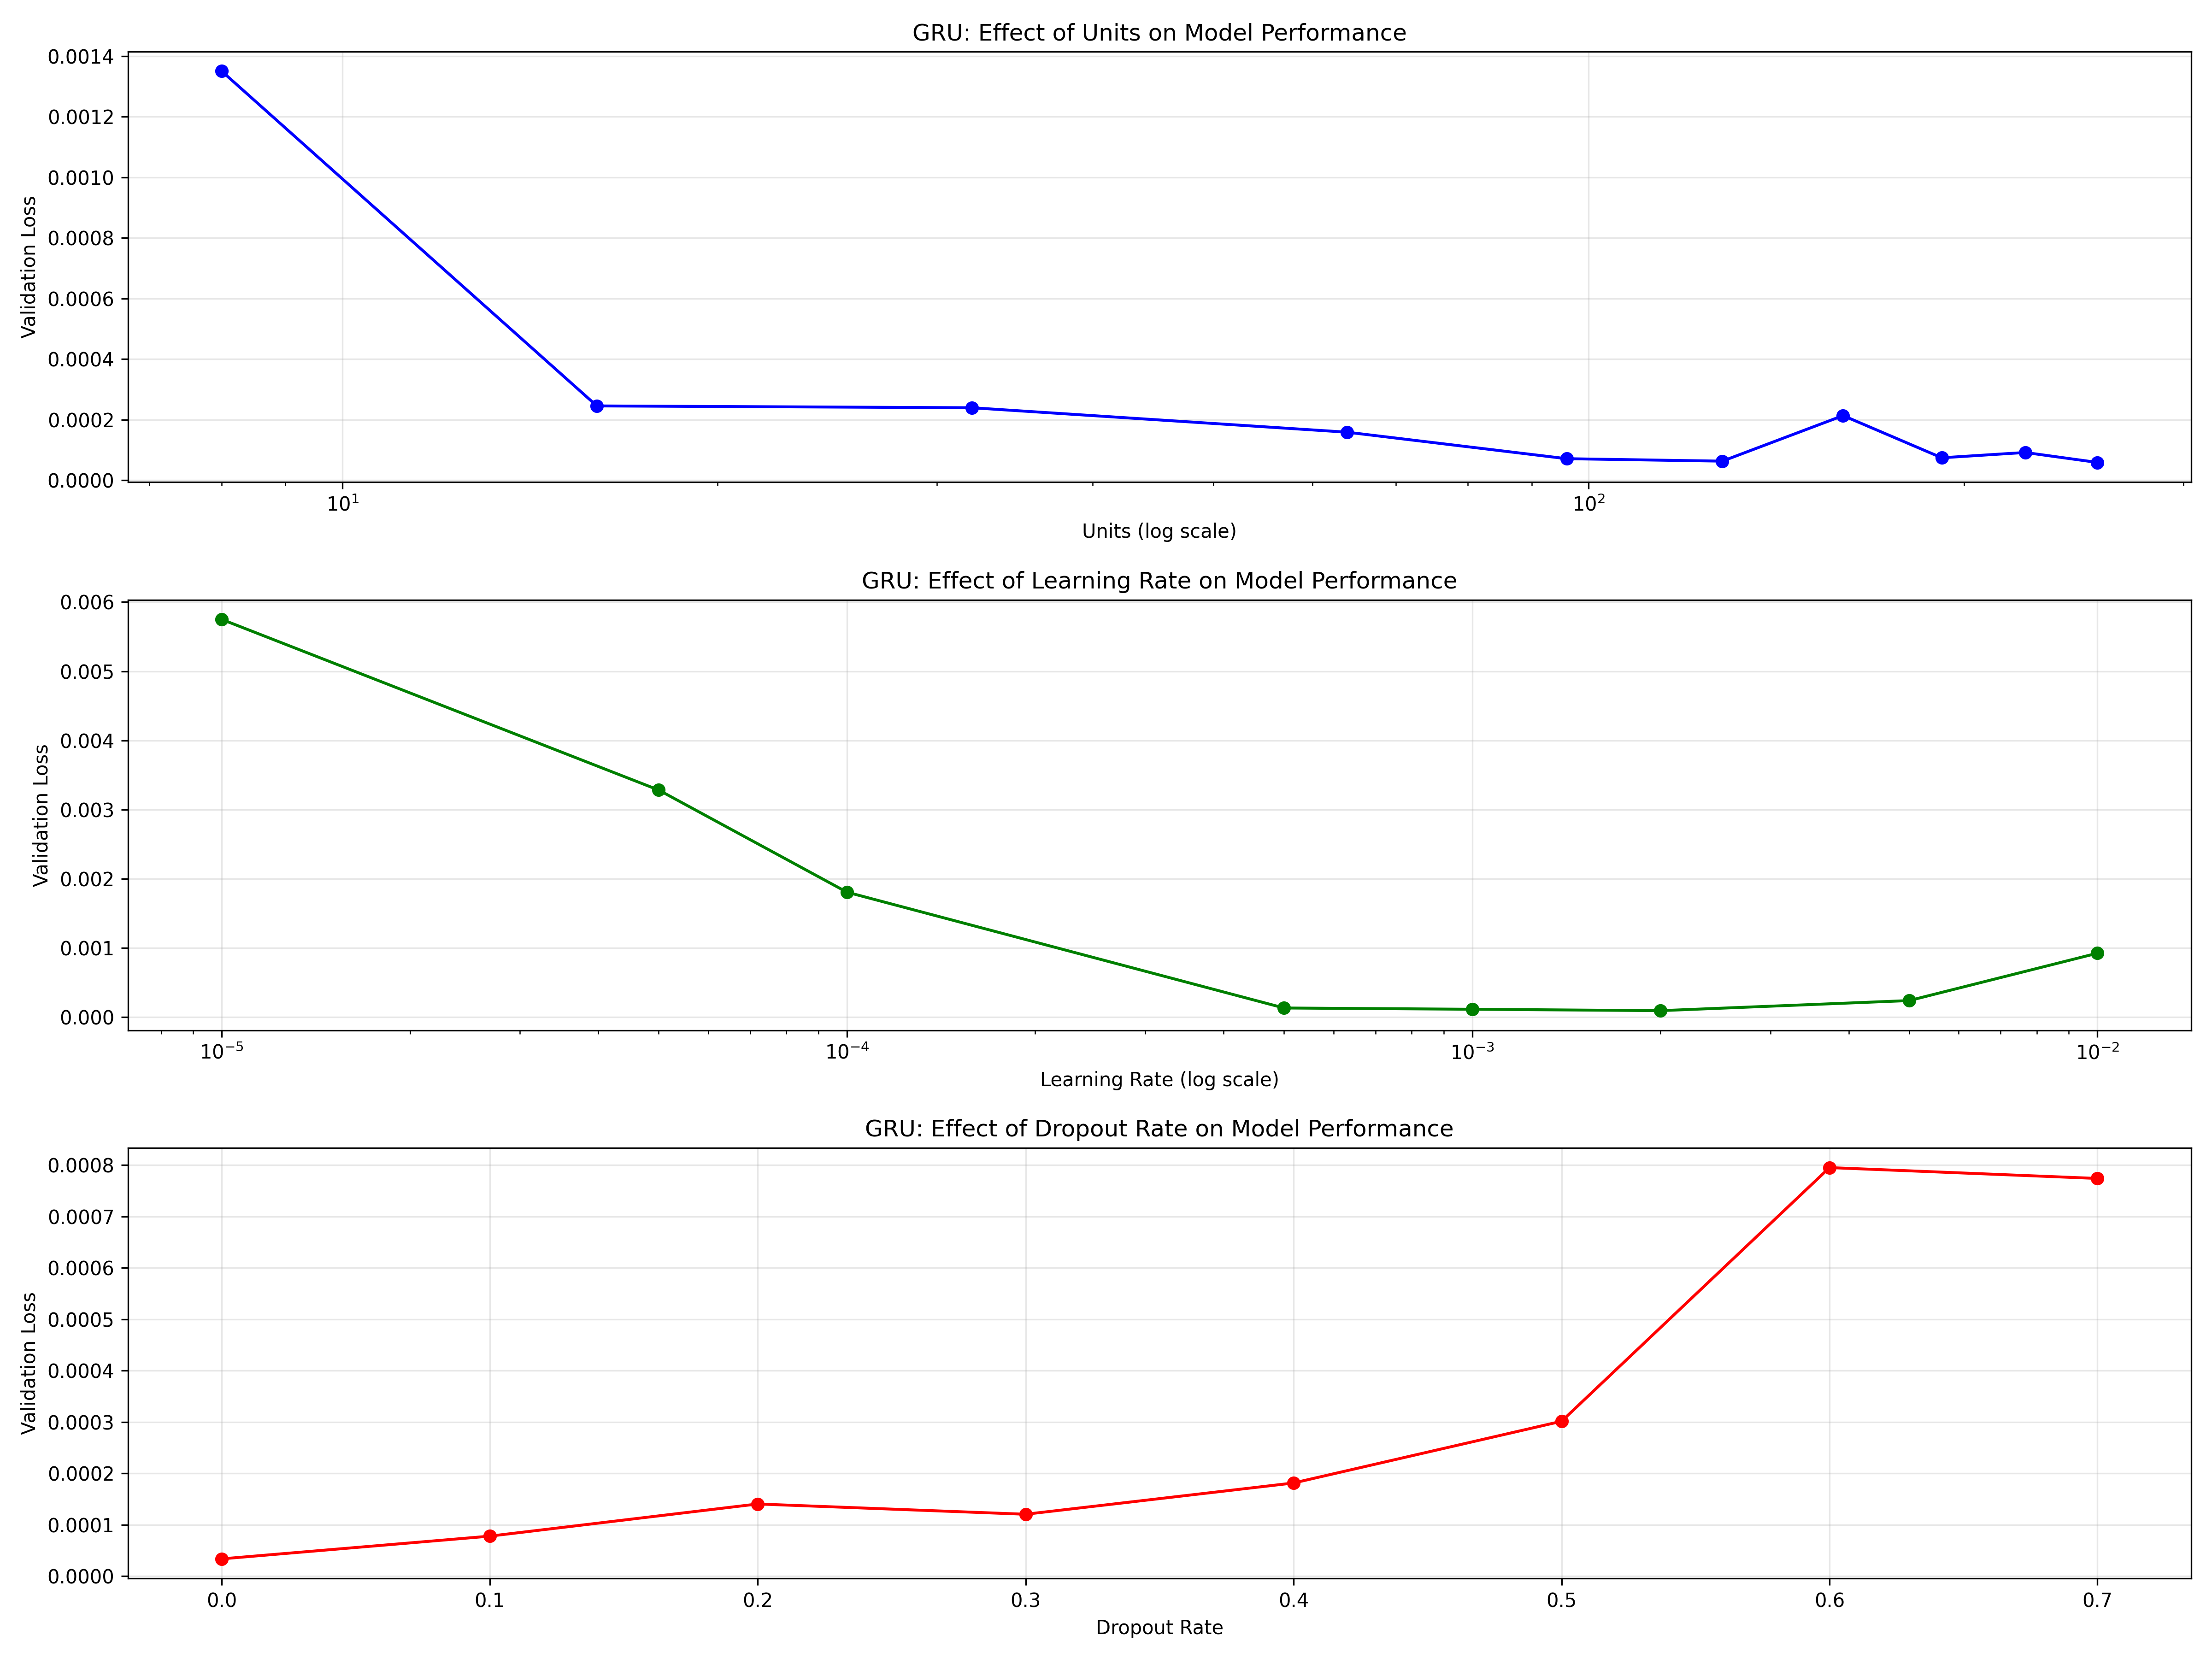 GRU: Effect of Units on Model Performance
0.0014
0.0012
0.0010
0.0008
0.0006
0.0004
0.0002
0.0000
Validation Loss
10¹ 10²
Units (log scale)
GRU: Effect of Learning Rate on Model Performance
0.006
0.005
0.004
0.003
0.002
0.001
0.000
Validation Loss
10⁻⁵ 10⁻⁴ 10⁻³ 10⁻²
Learning Rate (log scale)
GRU: Effect of Dropout Rate on Model Performance
0.0008
0.0007
0.0006
0.0005
0.0004
0.0003
0.0002
0.0001
0.0000
Validation Loss
0.0 0.1 0.2 0.3 0.4 0.5 0.6 0.7
Dropout Rate